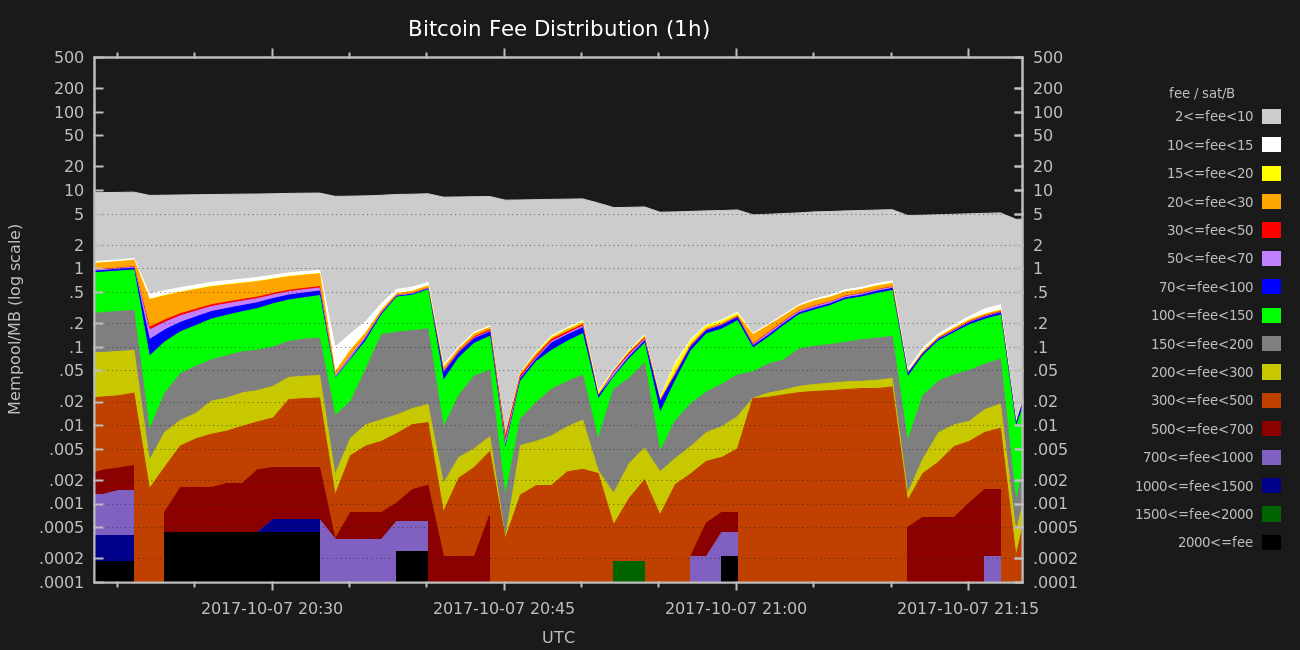 Bitcoin Fee Distribution (1h)
500 500
200 200
100 100
50 50
20 20
10 10
5 5
2 2
1 1
.5 .5
.2 .2
.1 .1
.05 .05
.02 .02
.01 .01
.005 .005
.002 .002
.001 .001
.0005 .0005
.0002 .0002
.0001 .0001
Mempool/MB (log scale)
2017-10-07 20:30 2017-10-07 20:45 2017-10-07 21:00 2017-10-07 21:15
UTC
fee / sat/B
2<=fee<10
10<=fee<15
15<=fee<20
20<=fee<30
30<=fee<50
50<=fee<70
70<=fee<100
100<=fee<150
150<=fee<200
200<=fee<300
300<=fee<500
500<=fee<700
700<=fee<1000
1000<=fee<1500
1500<=fee<2000
2000<=fee